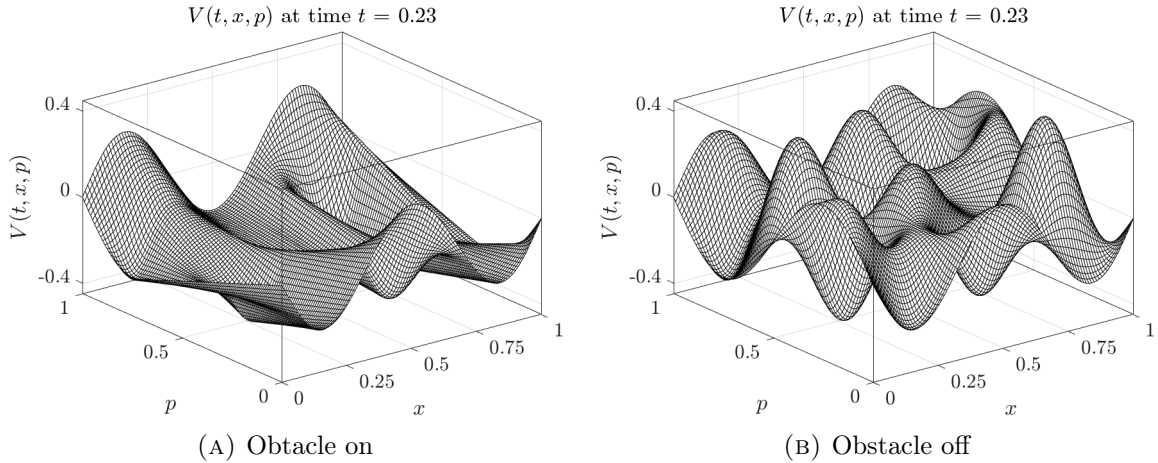 V(t, x, p) at time t = 0.23
V(t, x, p)
0.4
0
-0.4
1
0.5
0
p
0
0.25
0.5
0.75
1
x
(A) Obtacle on
V(t, x, p) at time t = 0.23
V(t, x, p)
0.4
0
-0.4
1
0.5
0
p
0
0.25
0.5
0.75
1
x
(B) Obstacle off